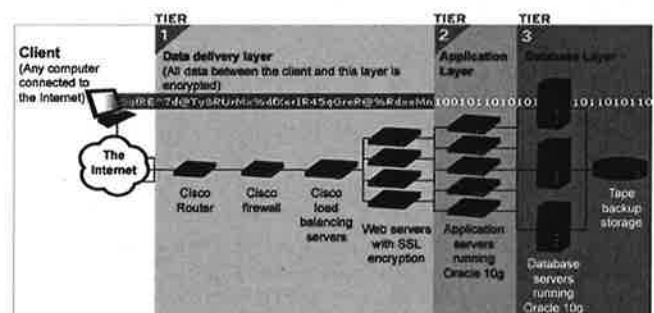 TIER
1
TIER
2
TIER
3
Client
(Any computer
connected to
the Internet)
Data delivery layer
(All data between the client and this layer is
encrypted)
Application
Layer
Database Layer
The
Internet
Cisco
Router
Cisco
firewall
Cisco
load
balancing
servers
Web servers
with SSL
encryption
Application
servers
running
Oracle 10g
Database
servers
running
Oracle 10g
Tape
backup
storage